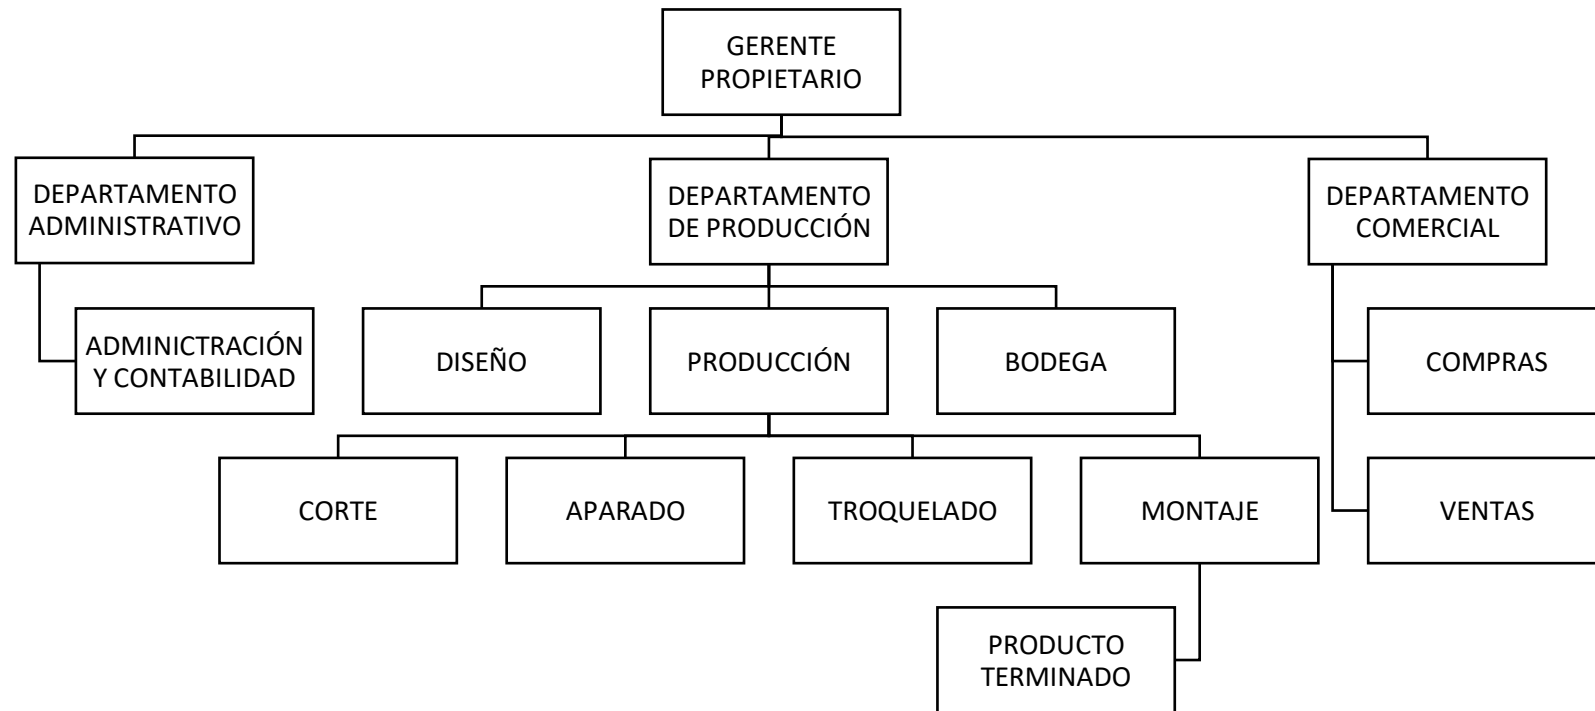 GERENTE
PROPIETARIO
DEPARTAMENTO
ADMINISTRATIVO
DEPARTAMENTO
DE PRODUCCIÓN
DEPARTAMENTO
COMERCIAL
ADMINICTRACIÓN
Y CONTABILIDAD
DISEÑO
PRODUCCIÓN
BODEGA
COMPRAS
CORTE
APARADO
TROQUELADO
MONTAJE
VENTAS
PRODUCTO
TERMINADO